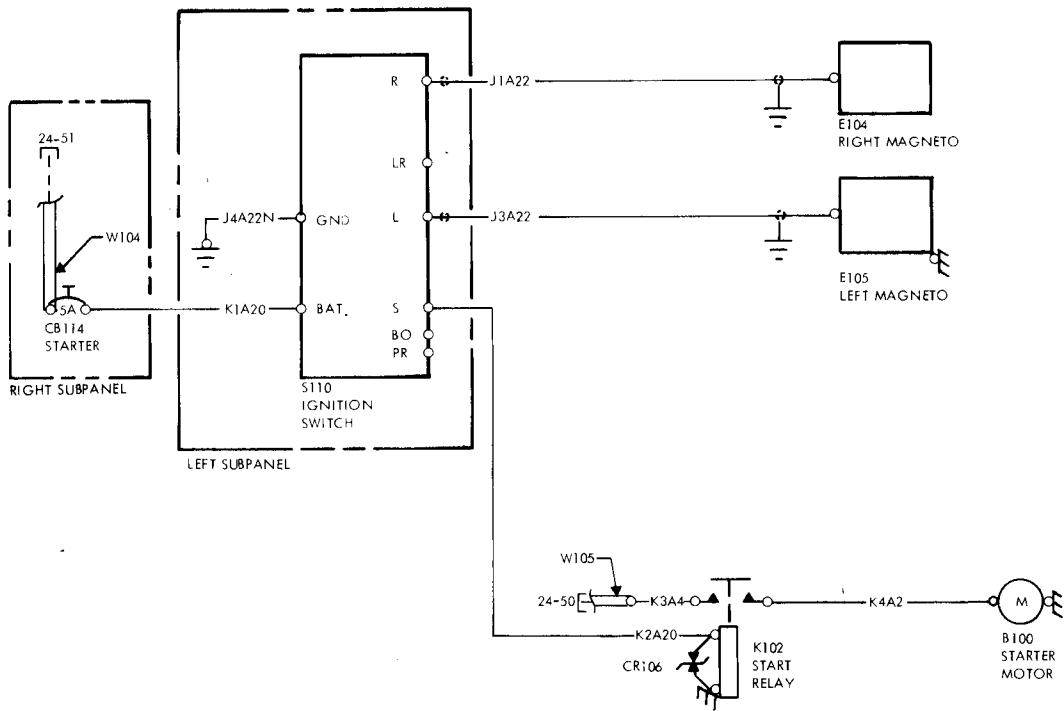 R
J1A22
E104
RIGHT MAGNETO
24-51
LR
J4A22N
GND
L
J3A22
W104
E105
LEFT MAGNETO
5A
K1A20
BAT.
S
CB114
STARTER
BO
PR
RIGHT SUBPANEL
S110
IGNITION
SWITCH
LEFT SUBPANEL
W105
24-50
K3A4
K4A2
M
K2A20
CR106
K102
START
RELAY
B100
STARTER
MOTOR